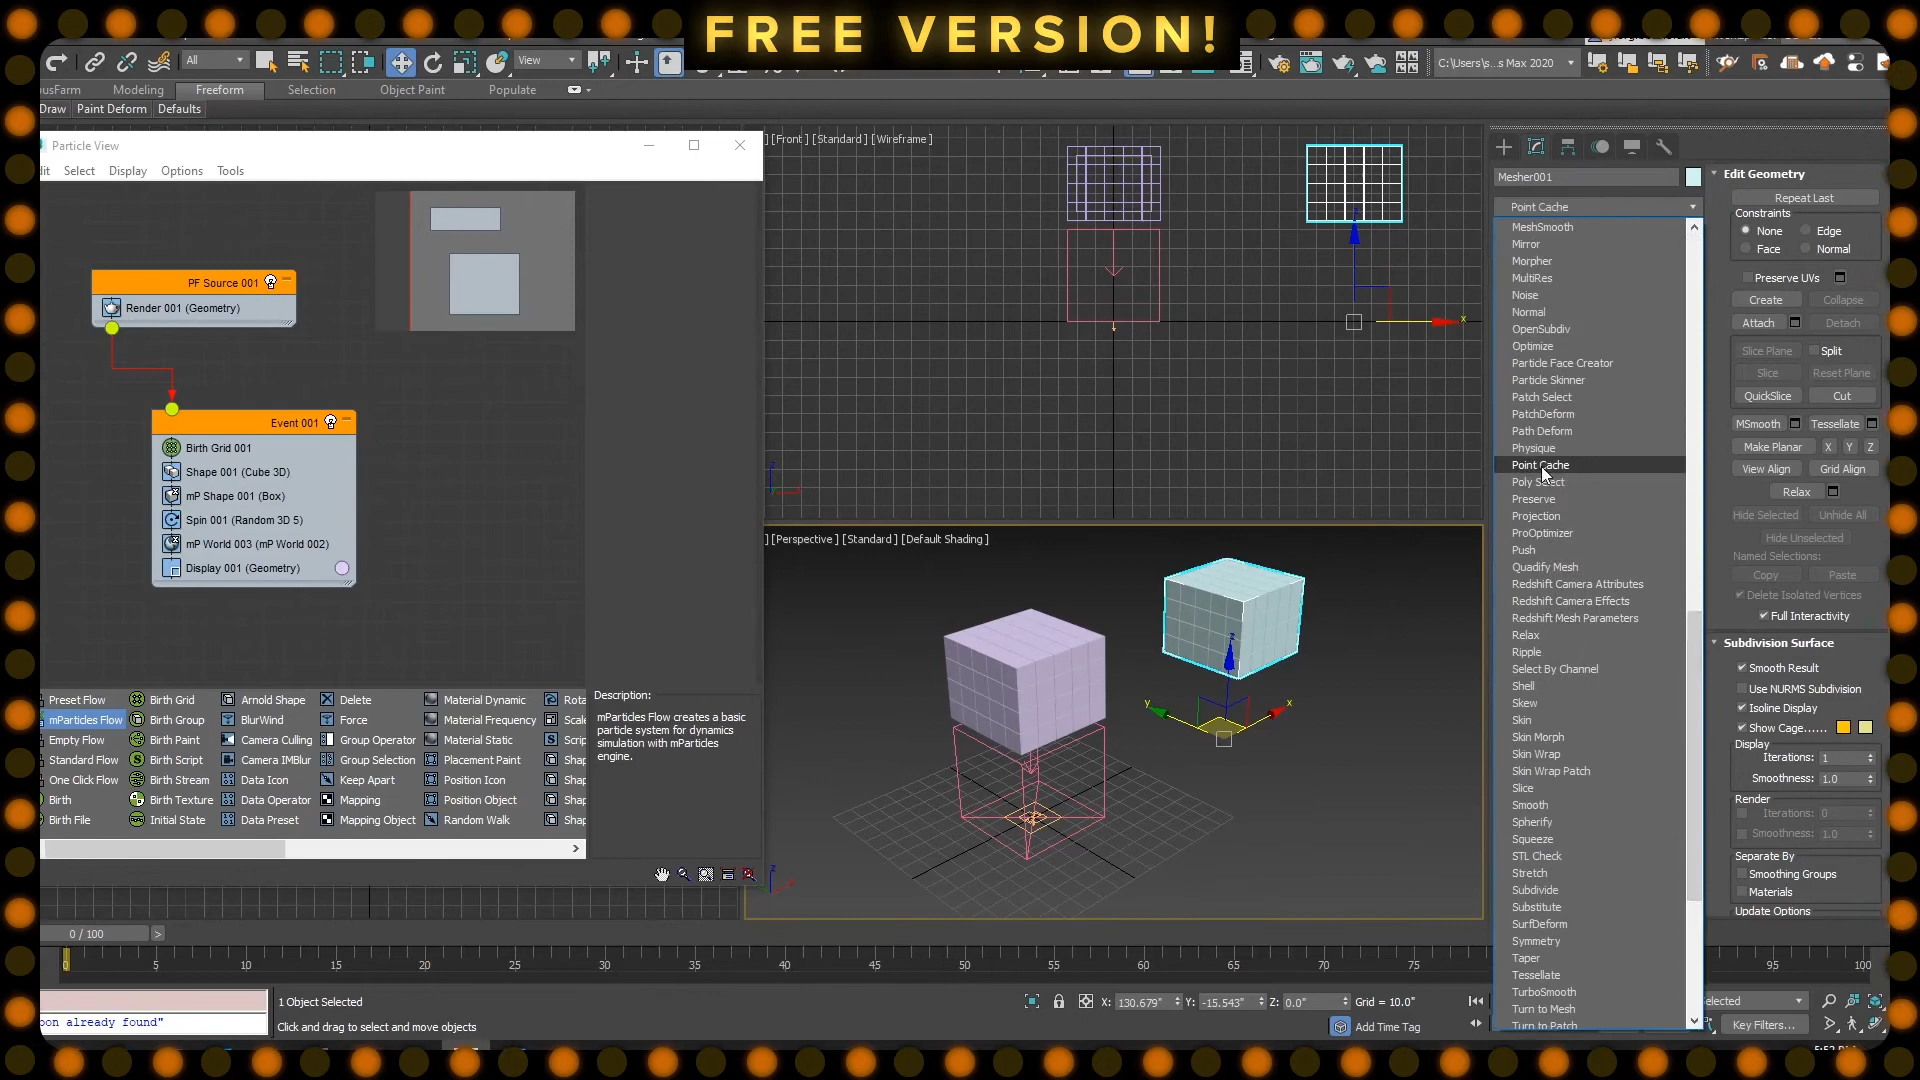 FREE VERSION!
All
View
C:\Users\s...s Max 2020
usFarm
Modeling
Freeform
Selection
Object Paint
Populate
Draw
Paint Deform
Defaults
Particle View
dit
Select
Display
Options
Tools
PF Source 001
Render 001 (Geometry)
Event 001
Birth Grid 001
Shape 001 (Cube 3D)
mP Shape 001 (Box)
Spin 001 (Random 3D 5)
mP World 003 (mP World 002)
Display 001 (Geometry)
Preset Flow
Birth Grid
Arnold Shape
Delete
Material Dynamic
Rota
mParticles Flow
Birth Group
BlurWind
Force
Material Frequency
Scale
Empty Flow
Birth Paint
Camera Culling
Group Operator
Material Static
Scrip
Standard Flow
Birth Script
Camera IMBlur
Group Selection
Placement Paint
Shap
One Click Flow
Birth Stream
Data Icon
Keep Apart
Position Icon
Shap
Birth
Birth Texture
Data Operator
Mapping
Position Object
Shap
Birth File
Initial State
Data Preset
Mapping Object
Random Walk
Shap
Description:
mParticles Flow creates a basic
particle system for dynamics
simulation with mParticles
engine.
] [Front ] [Standard ] [Wireframe ]
x
z
] [Perspective ] [Standard ] [Default Shading ]
z
y
x
z
Mesher001
Point Cache
MeshSmooth
Mirror
Morpher
MultiRes
Noise
Normal
OpenSubdiv
Optimize
Particle Face Creator
Particle Skinner
Patch Select
PatchDeform
Path Deform
Physique
Point Cache
Poly Select
Preserve
Projection
ProOptimizer
Push
Quadify Mesh
Redshift Camera Attributes
Redshift Camera Effects
Redshift Mesh Parameters
Relax
Ripple
Select By Channel
Shell
Skew
Skin
Skin Morph
Skin Wrap
Skin Wrap Patch
Slice
Smooth
Spherify
Squeeze
STL Check
Stretch
Subdivide
Substitute
SurfDeform
Symmetry
Taper
Tessellate
TurboSmooth
Turn to Mesh
Turn to Patch
Edit Geometry
Repeat Last
Constraints
None
Edge
Face
Normal
Preserve UVs
Create
Collapse
Attach
Detach
Slice Plane
Split
Slice
Reset Plane
QuickSlice
Cut
MSmooth
Tessellate
Make Planar
X
Y
Z
View Align
Grid Align
Relax
Hide Selected
Unhide All
Hide Unselected
Named Selections:
Copy
Paste
Delete Isolated Vertices
Full Interactivity
Subdivision Surface
Smooth Result
Use NURMS Subdivision
Isoline Display
Show Cage......
Display
Iterations: 1
Smoothness: 1.0
Render
Iterations: 0
Smoothness: 1.0
Separate By
Smoothing Groups
Materials
Update Options
0 / 100
>
0
5
10
15
20
25
30
35
40
45
50
55
60
65
70
75
95
100
oon already found"
1 Object Selected
Click and drag to select and move objects
X: 130.679"
Y: -15.543"
Z: 0.0"
Grid = 10.0"
Add Time Tag
Selected
Key Filters...